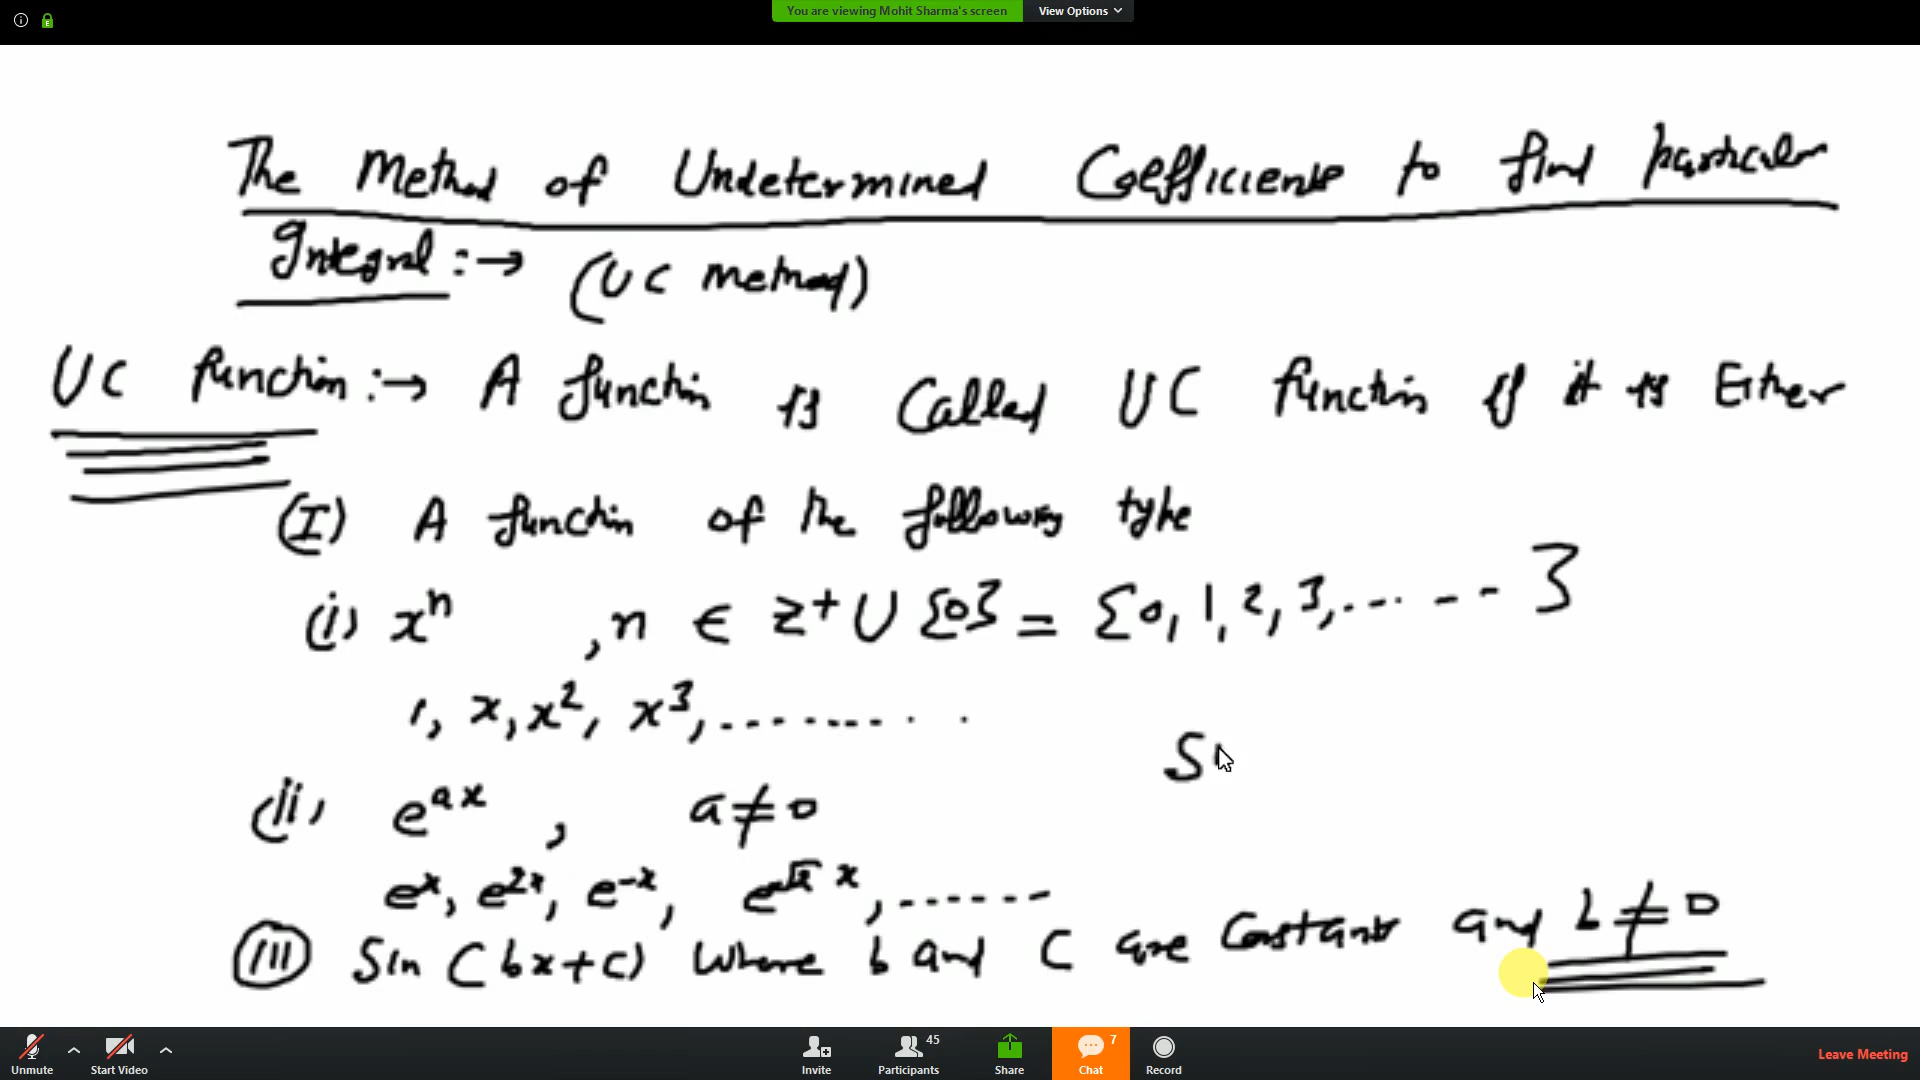 You are viewing Mohit Sharma's screen View Options
The Method of Undetermined Coefficients to find particular
Integral :→ (UC Method)
UC function :→ A function is Called UC function if it is Either
(I) A function of the following type
(i) xⁿ , n ∈ z⁺ ∪ {0} = {0, 1, 2, 3, ....... }
1, x, x², x³, ..........
S
(ii) eᵃˣ , a ≠ 0
eˣ, e²ˣ, e⁻ˣ, , .......
(III) Sin (bx+c) where b and c are Constants and b ≠ 0
Unmute Start Video Invite Participants 45 Share Chat 7 Record Leave Meeting